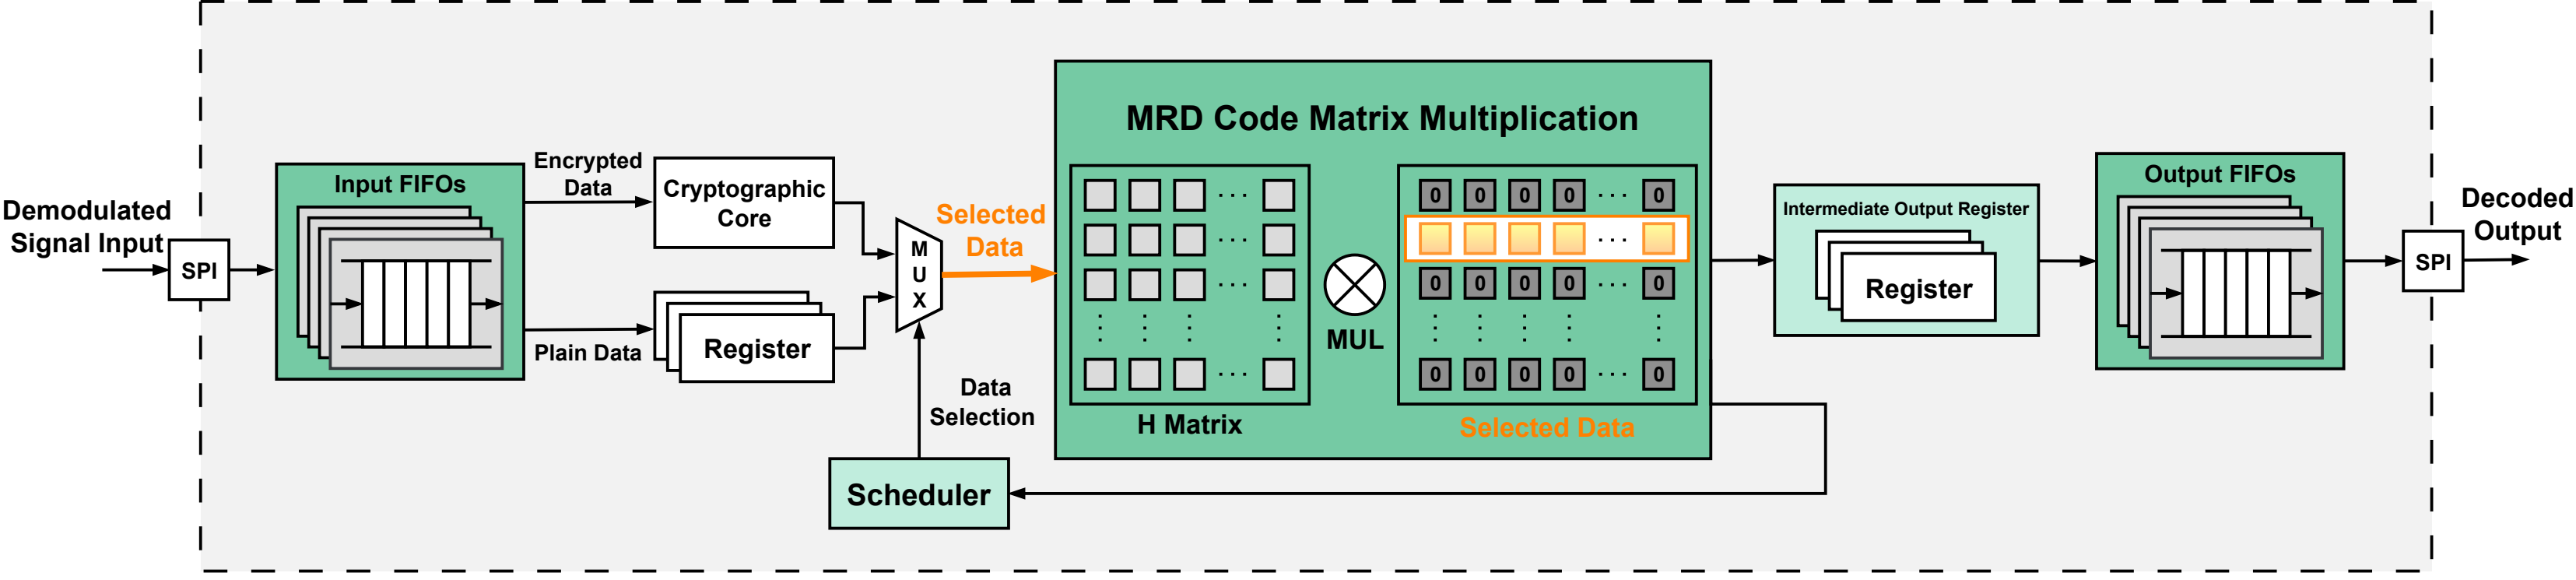 Demodulated
Signal Input
SPI
Input FIFOs
Encrypted
Data
Plain Data
Cryptographic
Core
Register
M
U
X
Selected
Data
Data
Selection
Scheduler
MRD Code Matrix Multiplication
. . .
. . .
. . .
. . .
H Matrix
MUL
0 0 0 0 . . . 0
. . .
0 0 0 0 . . . 0
0 0 0 0 . . . 0
Selected Data
Intermediate Output Register
Register
Output FIFOs
SPI
Decoded
Output